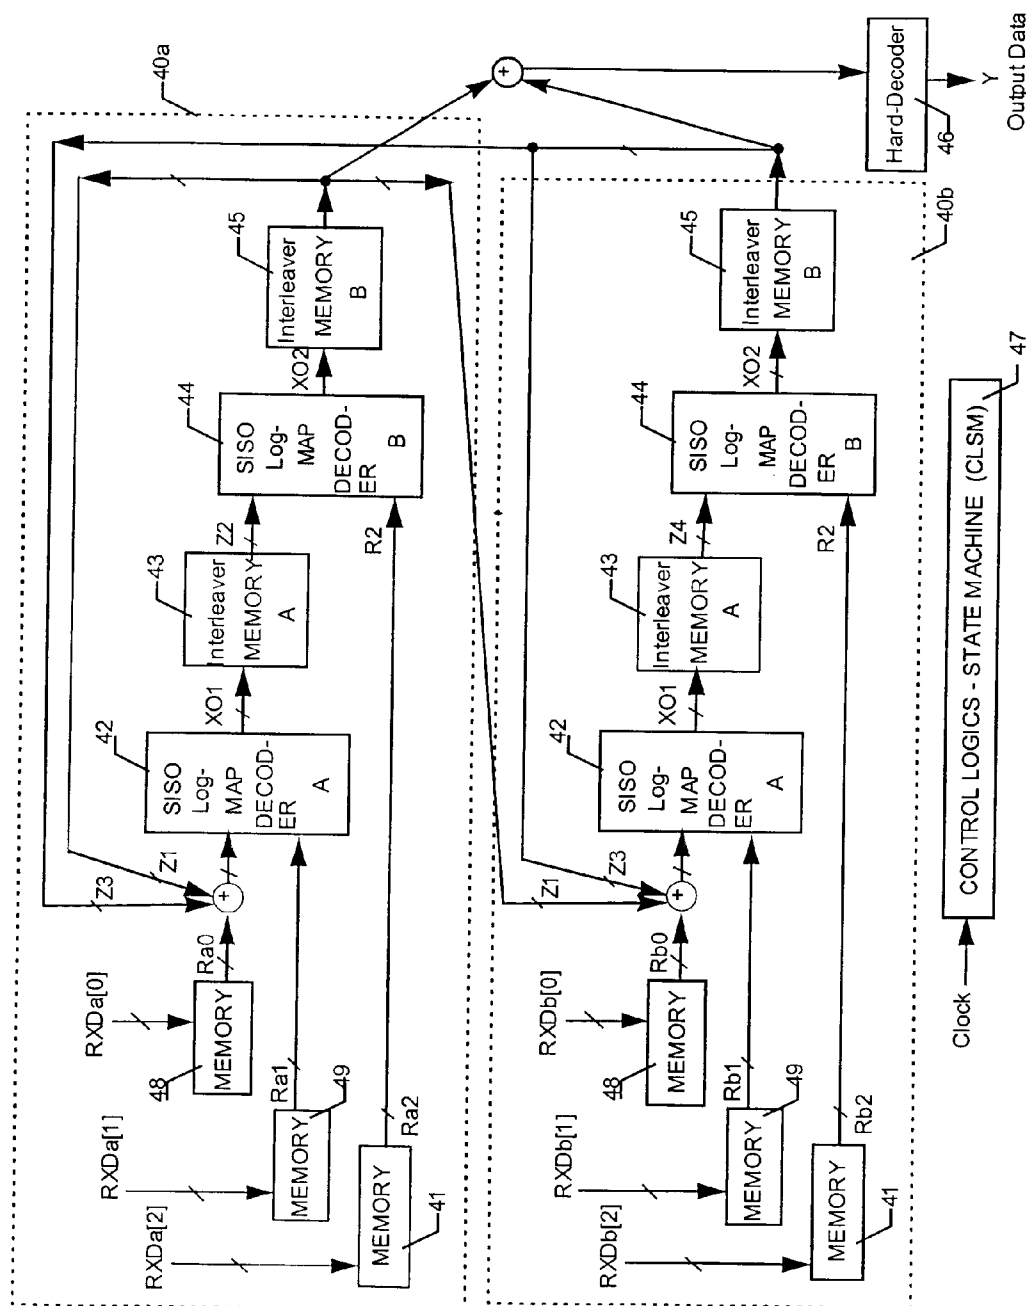 40a
RXDa[0]
RXDa[1]
RXDa[2]
MEMORY
48
MEMORY
49
MEMORY
41
Ra0
Ra1
Ra2
Z3
Z1
+
42
SISO
Log-
MAP
DECOD-
ER
A
XO1
43
Interleaver
MEMORY
A
Z2
R2
44
SISO
Log-
MAP
DECOD-
ER
B
XO2
45
Interleaver
MEMORY
B
+
Hard-Decoder
46
Y
Output Data
40b
RXDb[0]
RXDb[1]
RXDb[2]
MEMORY
48
MEMORY
49
MEMORY
41
Rb0
Rb1
Rb2
Z1
Z3
+
42
SISO
Log-
MAP
DECOD-
ER
A
XO1
43
Interleaver
MEMORY
A
Z4
R2
44
SISO
Log-
MAP
DECOD-
ER
B
XO2
45
Interleaver
MEMORY
B
Clock
CONTROL LOGICS - STATE MACHINE (CLSM)
47